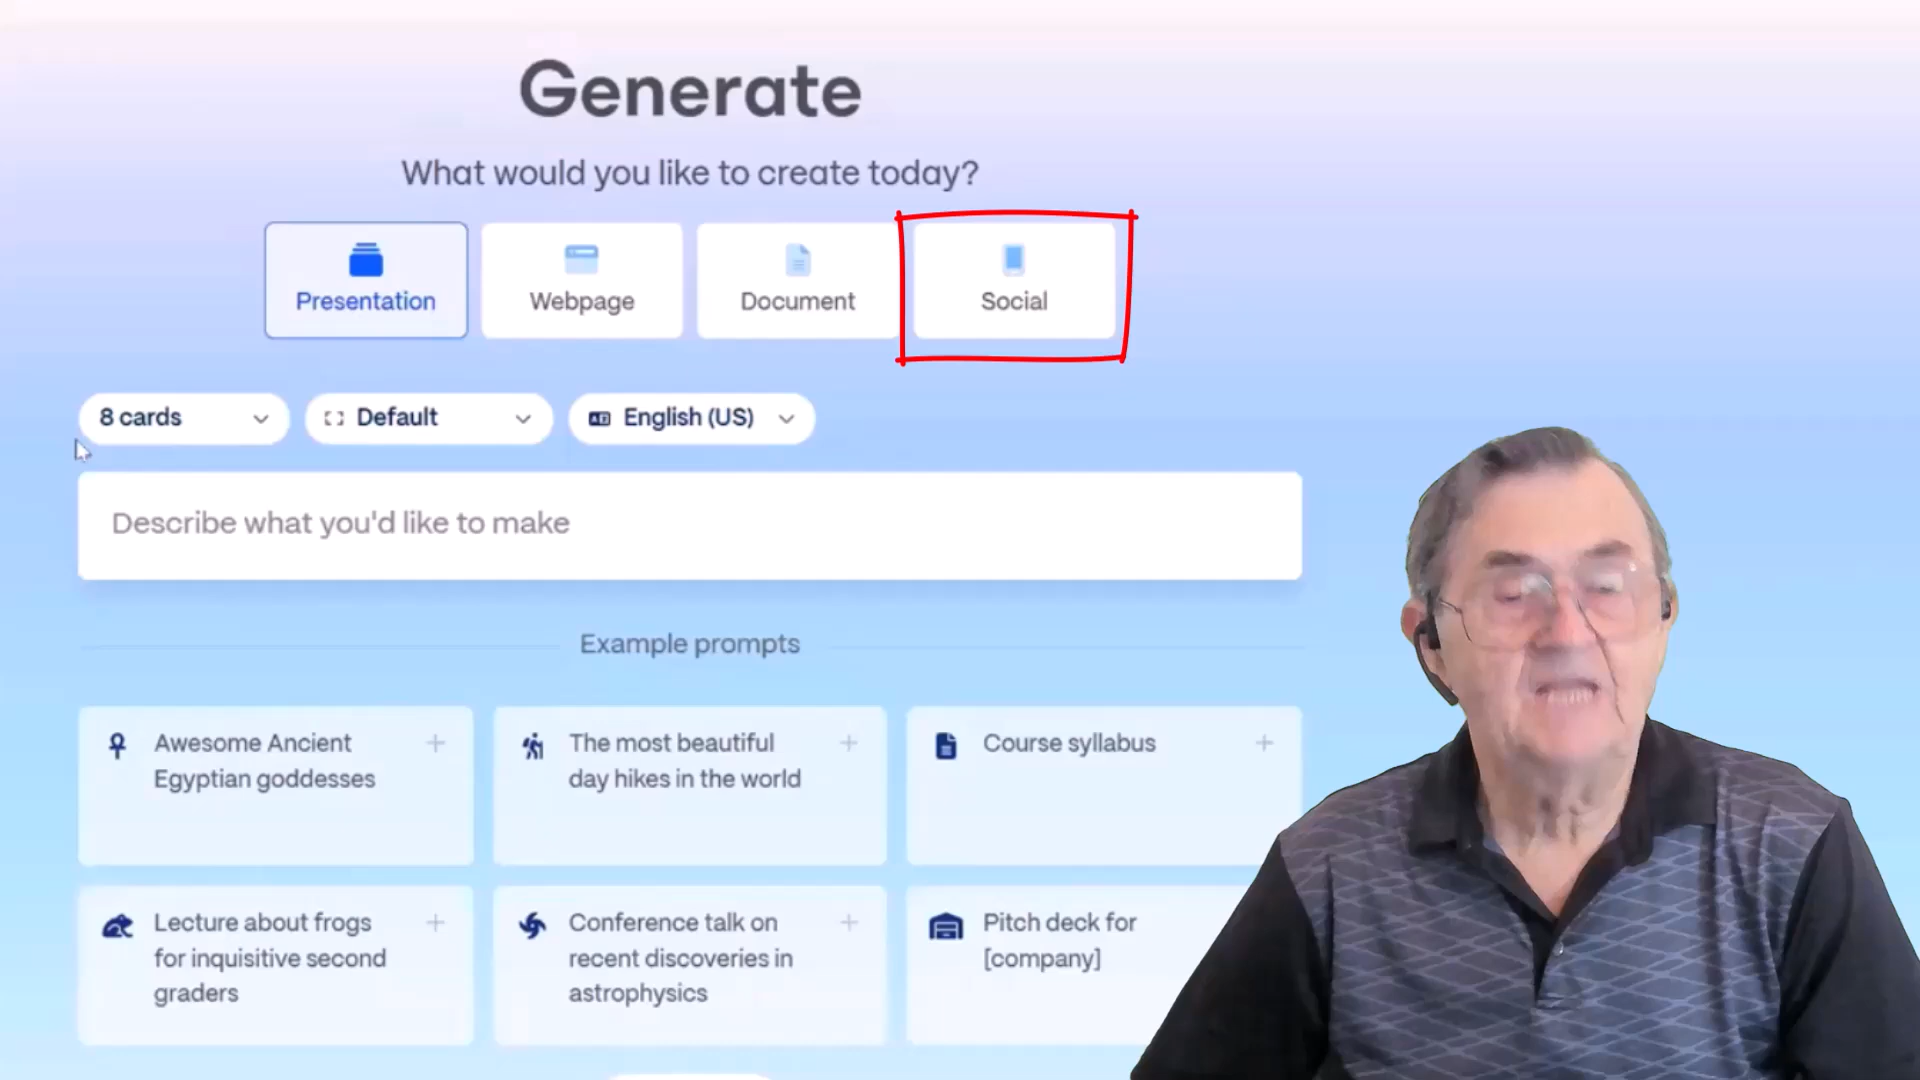 Generate
What would you like to create today?
Presentation
Webpage
Document
Social
8 cards
Default
English (US)
Describe what you'd like to make
Example prompts
Awesome Ancient
Egyptian goddesses
The most beautiful
day hikes in the world
Course syllabus
Lecture about frogs
for inquisitive second
graders
Conference talk on
recent discoveries in
astrophysics
Pitch deck for
[company]